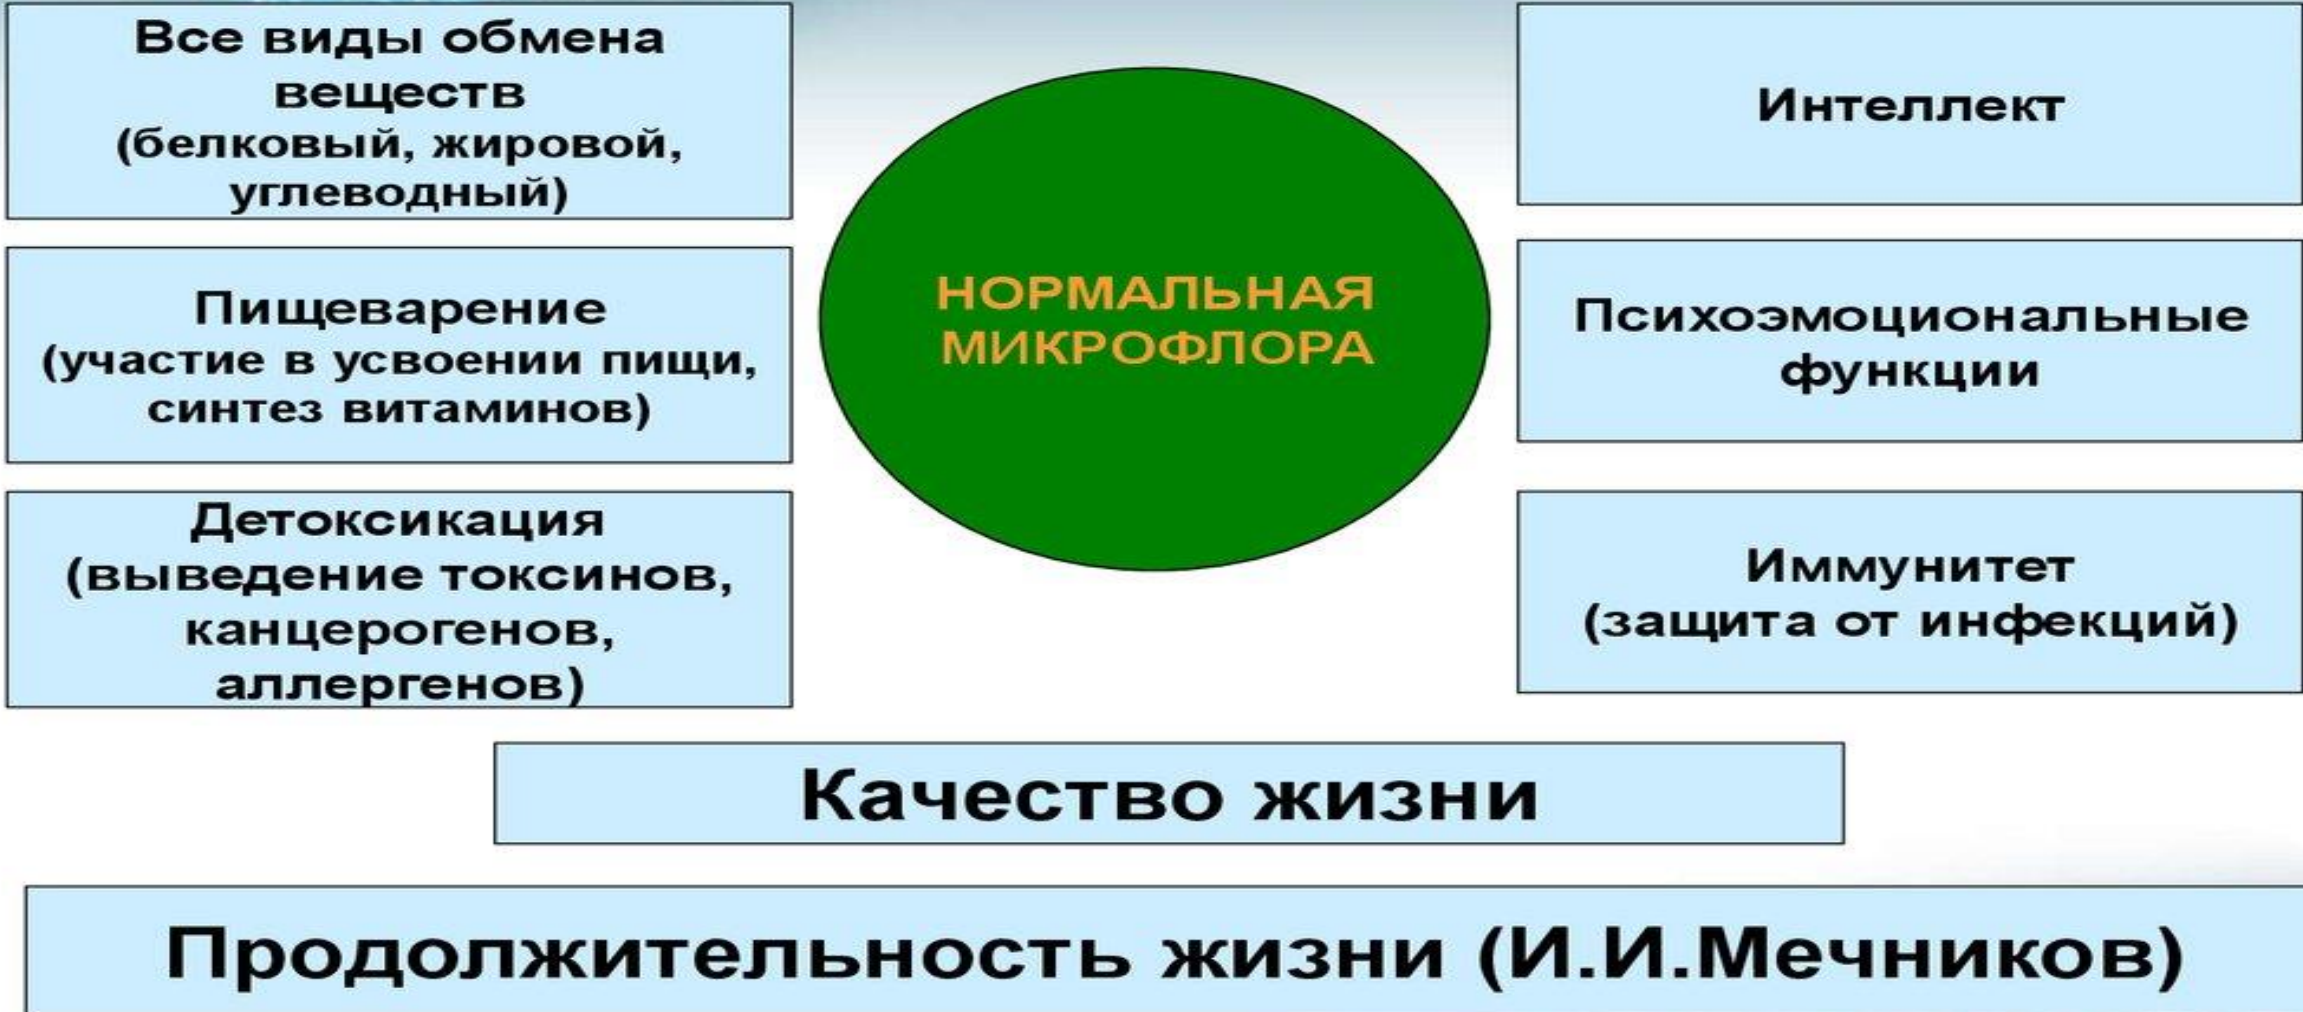 Все виды обмена
веществ
(белковый, жировой,
углеводный)
Пищеварение
(участие в усвоении пищи,
синтез витаминов)
Детоксикация
(выведение токсинов,
канцерогенов,
аллергенов)
НОРМАЛЬНАЯ
МИКРОФЛОРА
Интеллект
Психоэмоциональные
функции
Иммунитет
(защита от инфекций)
Качество жизни
Продолжительность жизни (И.И.Мечников)